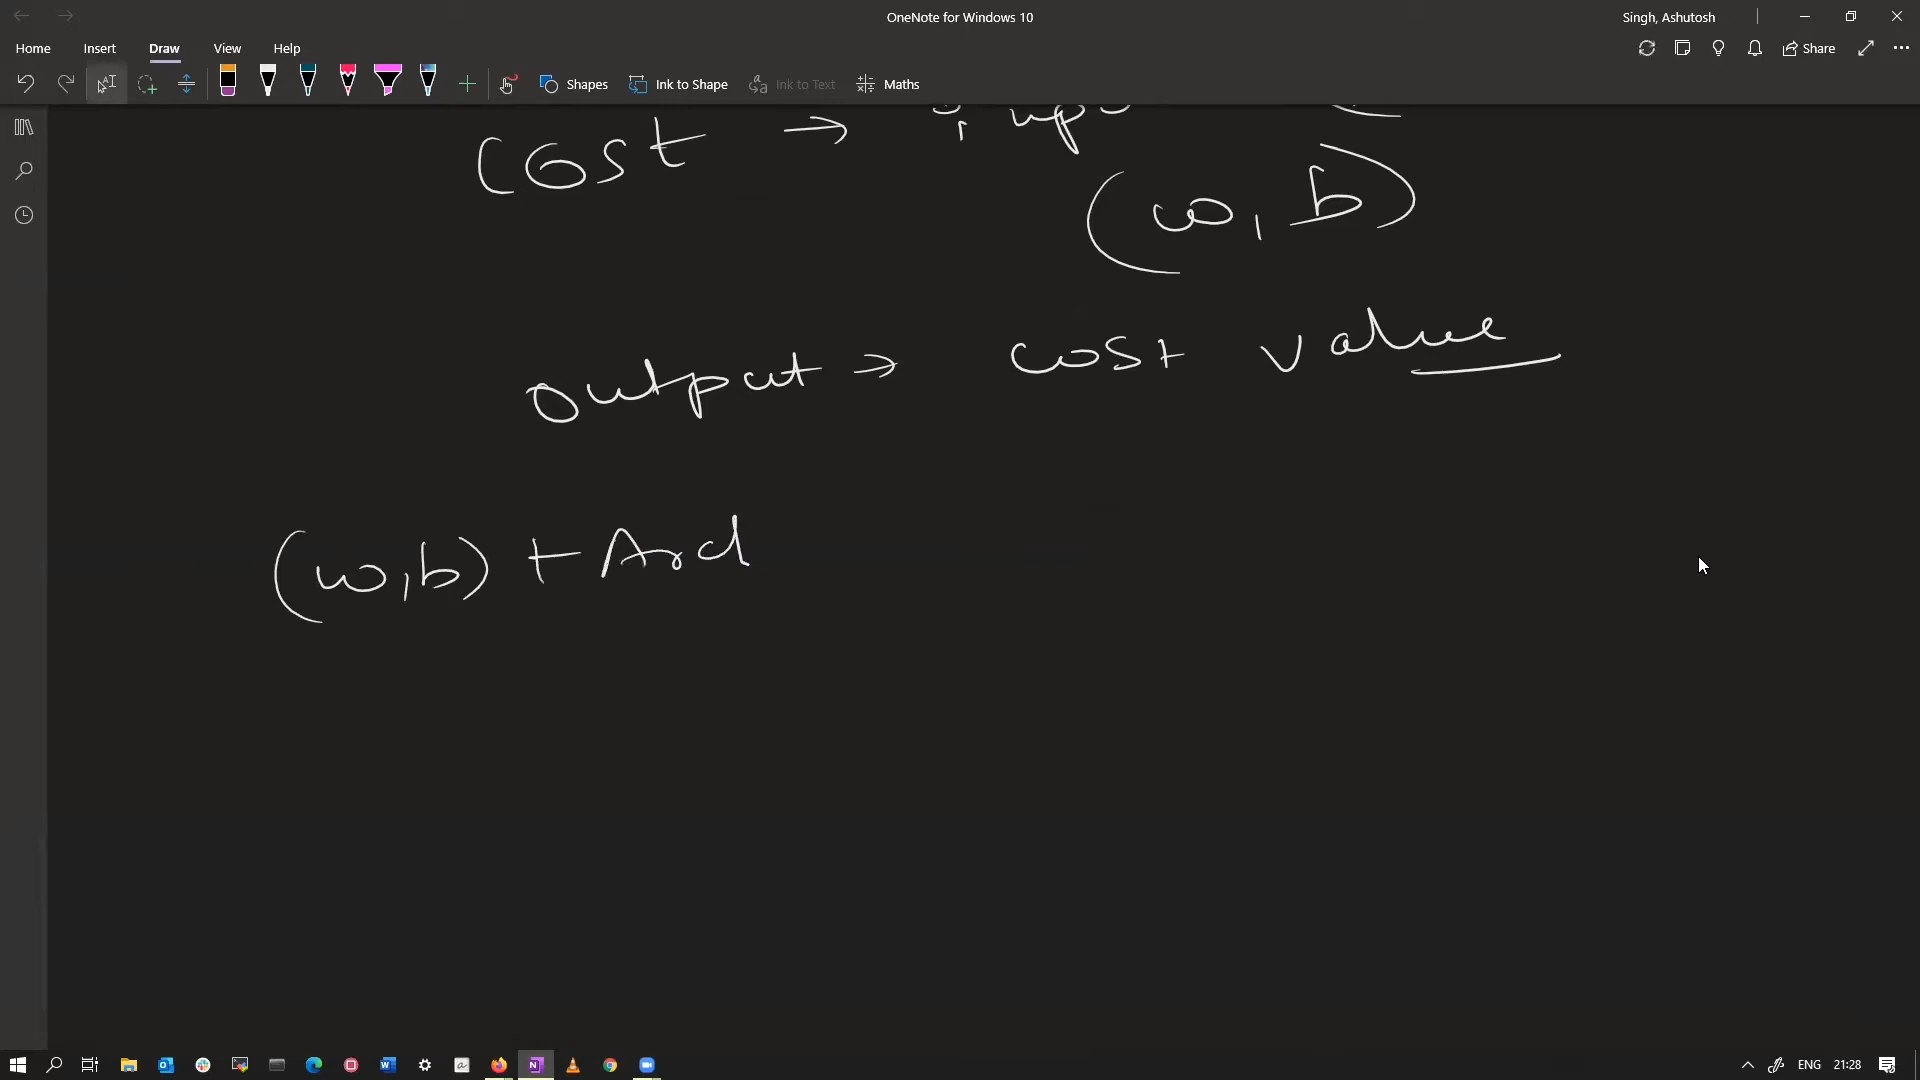 OneNote for Windows 10
Singh, Ashutosh
Home Insert Draw View Help
Share
Shapes Ink to Shape Ink to Text Maths
Cost →
(w, b)
output → cost value
(w,b) + Ard
ENG 21:28